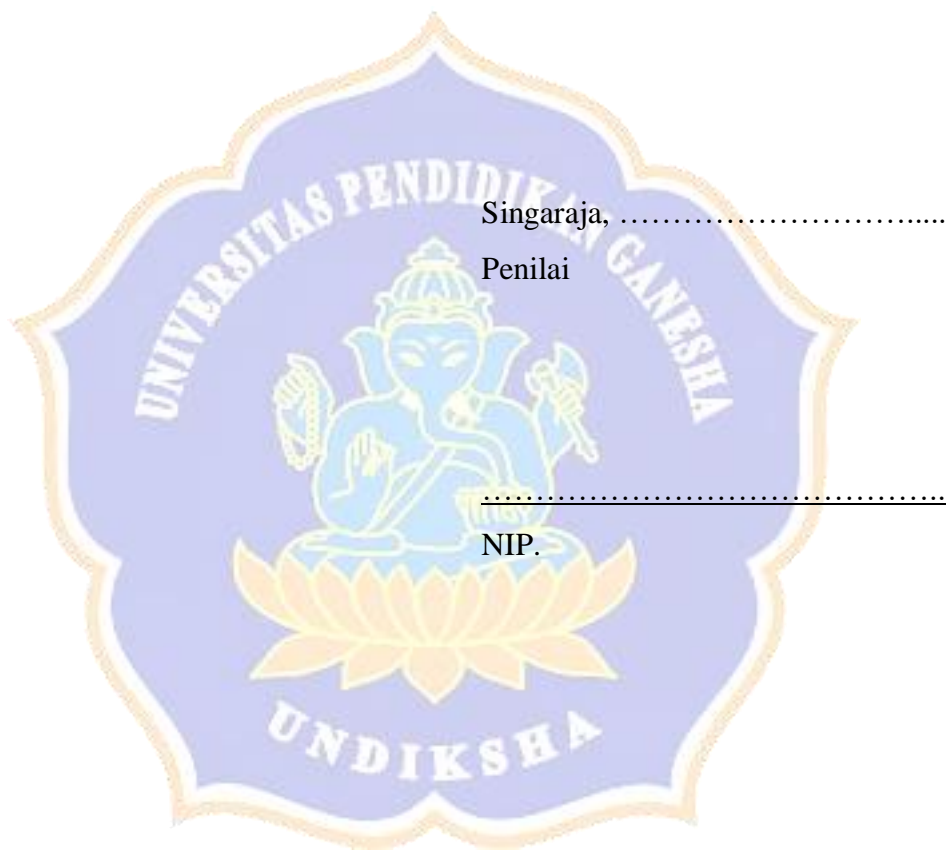 UNIVERSITAS PENDIDIKAN GANESHA
Singaraja, ……………………….....
Penilai
……………………………………...
NIP.
UNDIKSHA